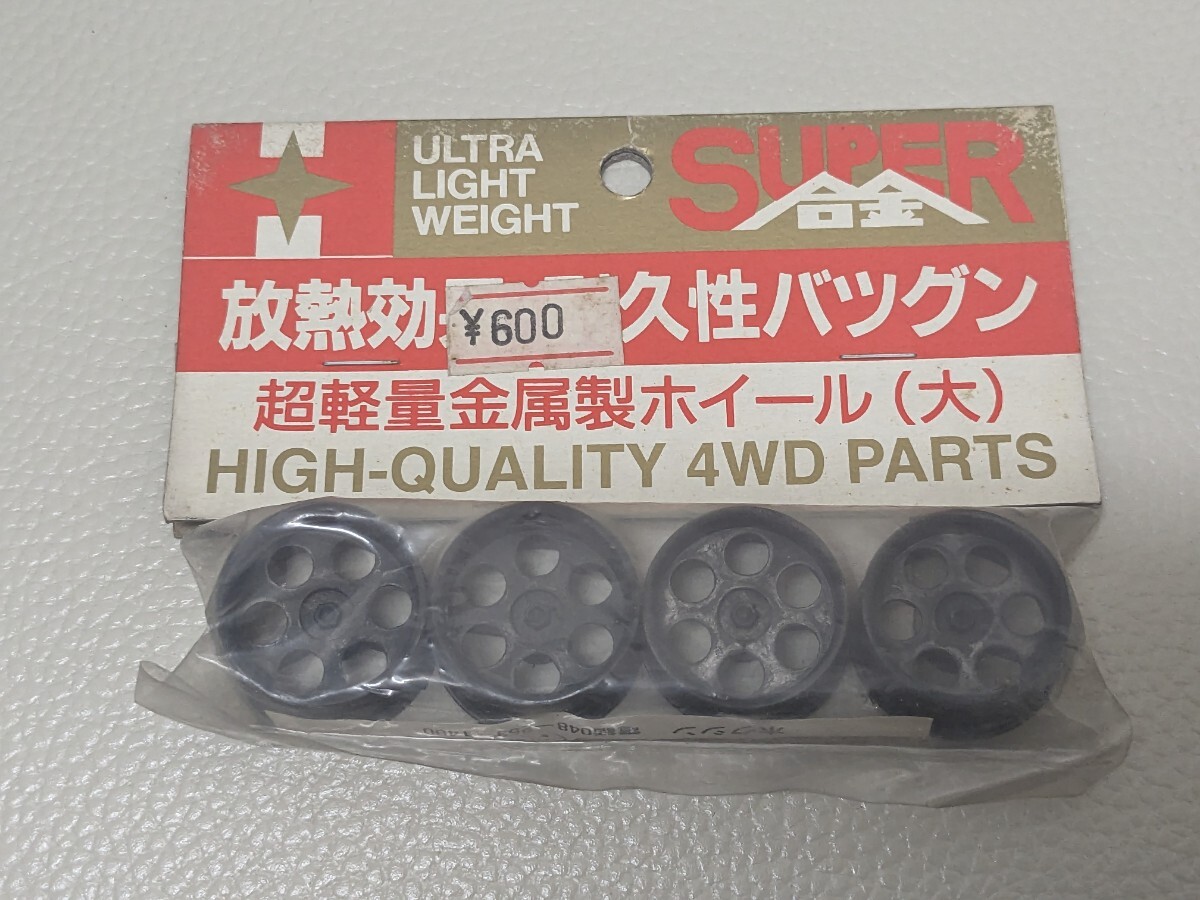 ULTRA
LIGHT
WEIGHT
SUPER
合金
放熱効 久性バツグン
¥600
超軽量金属製ホイール(大)
HIGH-QUALITY 4WD PARTS